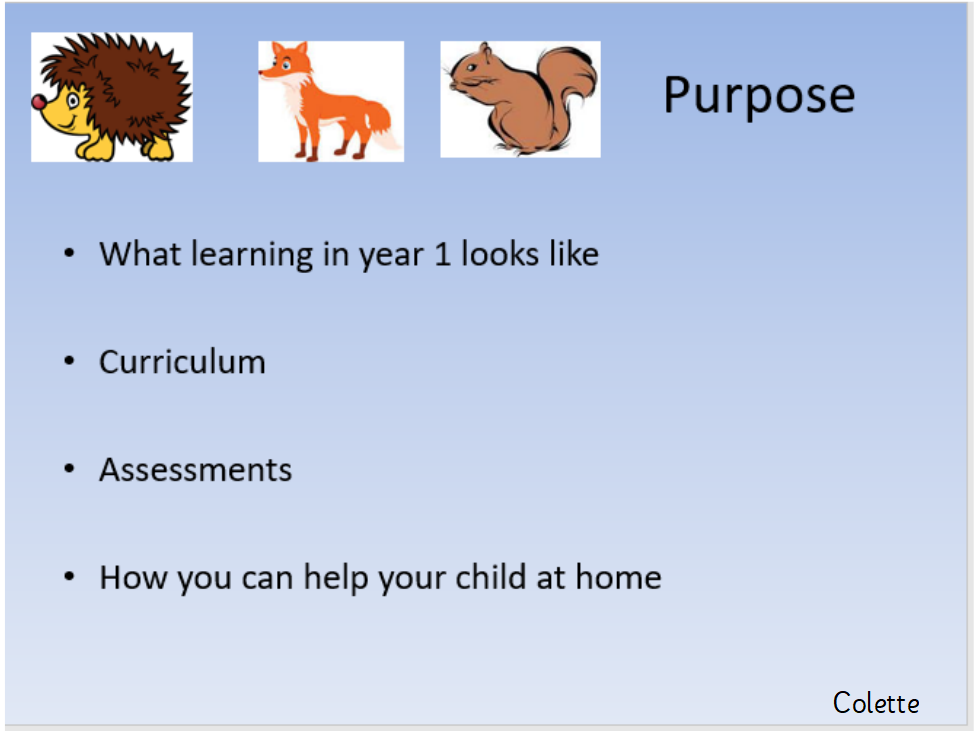 Purpose
• What learning in year 1 looks like
• Curriculum
• Assessments
• How you can help your child at home
Colette